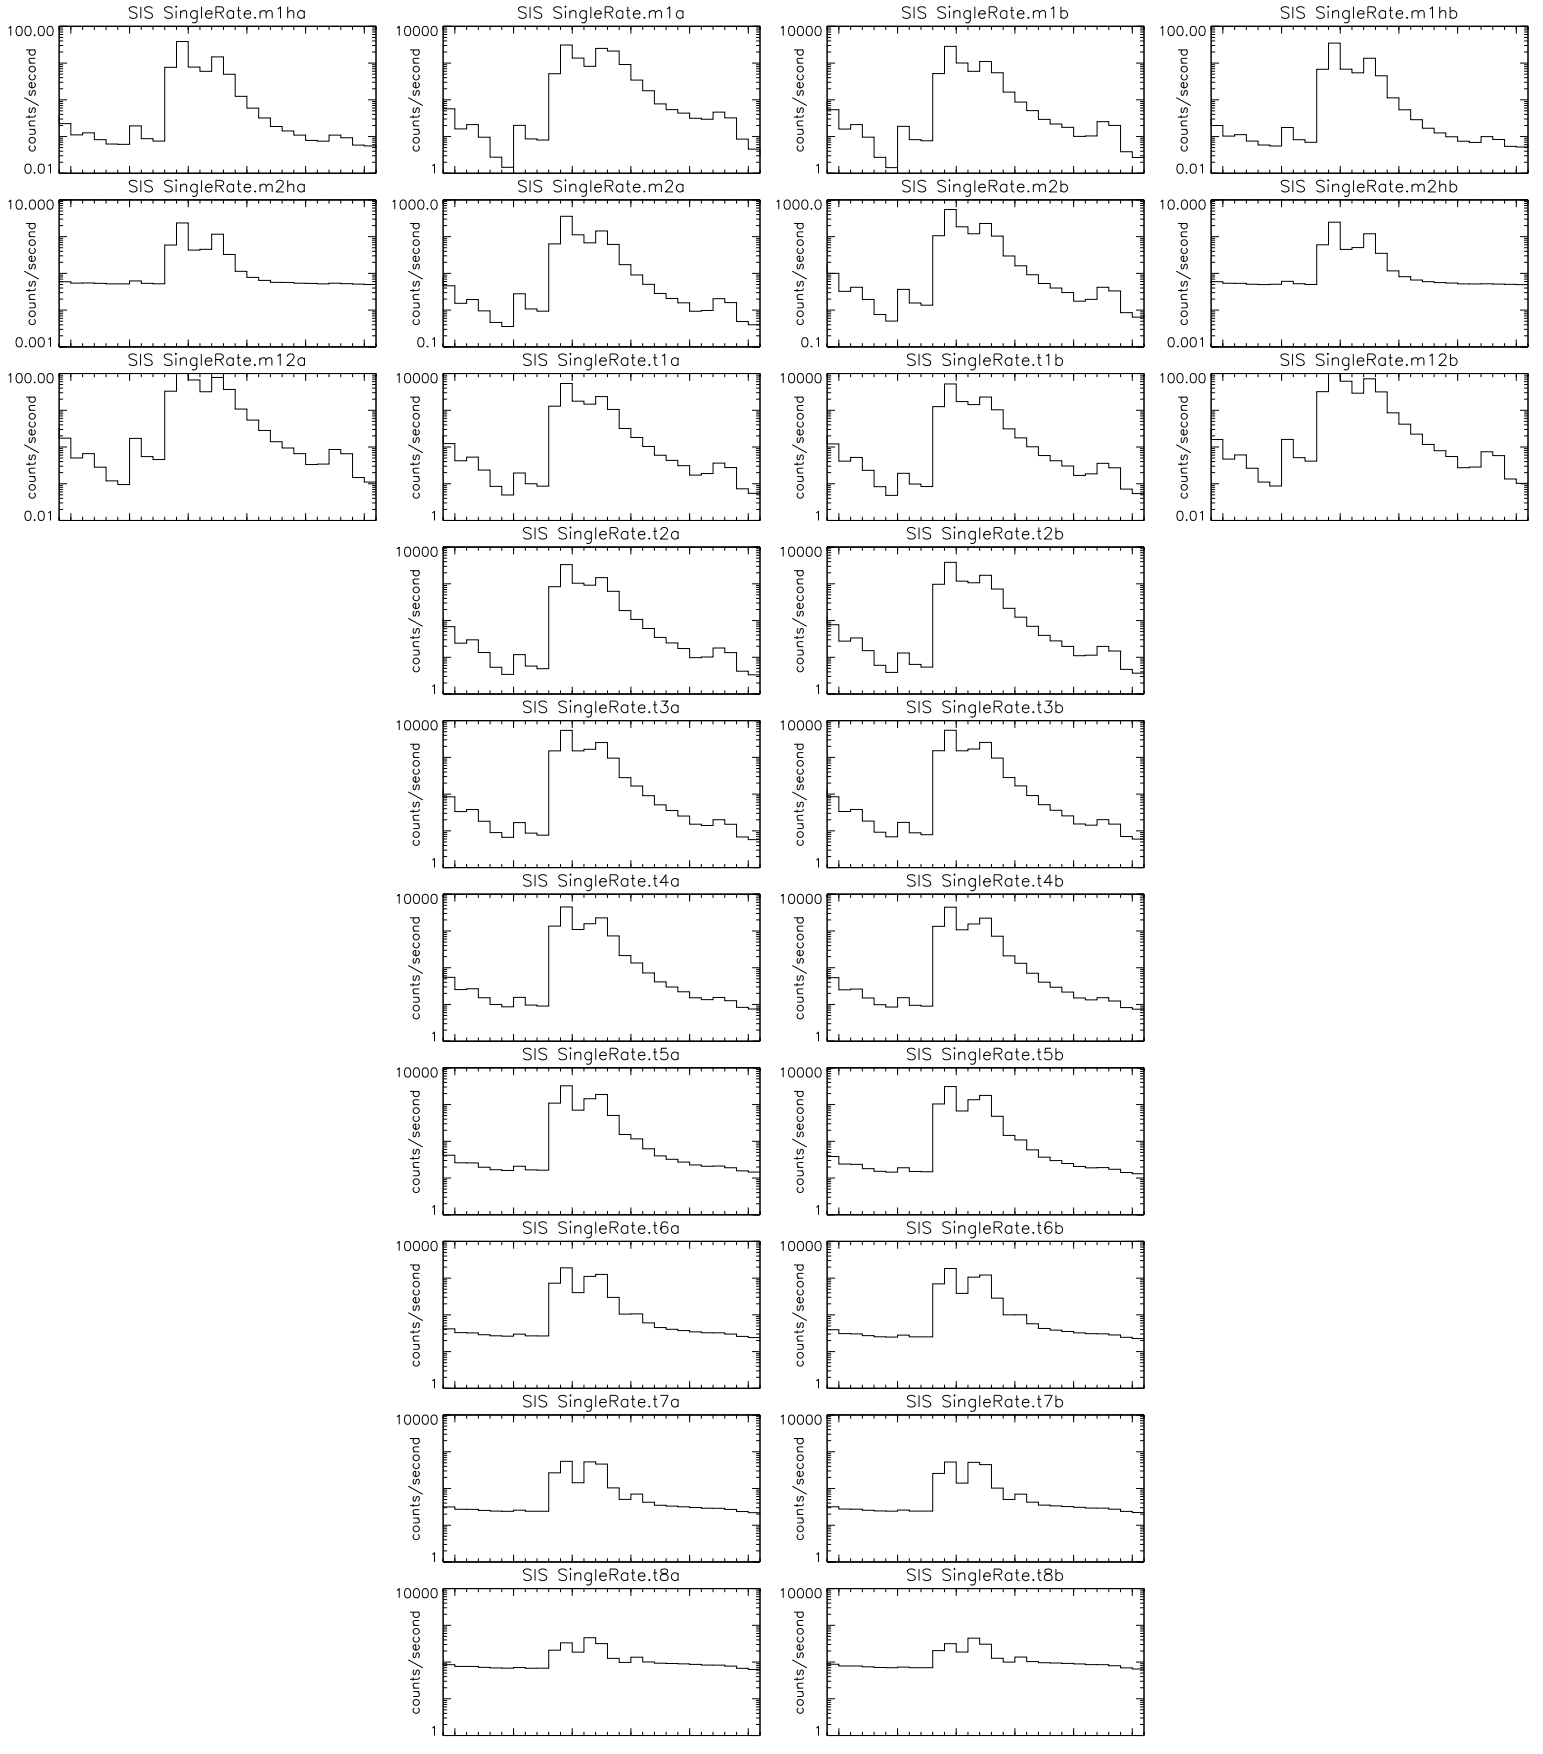 SIS SingleRate.m1ha SIS SingleRate.m1a SIS SingleRate.m1b SIS SingleRate.m1hb
100.00 10000 10000 100.00
counts/second counts/second counts/second counts/second
0.01 1 1 0.01
SIS SingleRate.m2ha SIS SingleRate.m2a SIS SingleRate.m2b SIS SingleRate.m2hb
10.000 1000.0 1000.0 10.000
counts/second counts/second counts/second counts/second
0.001 0.1 0.1 0.001
SIS SingleRate.m12a SIS SingleRate.t1a SIS SingleRate.t1b SIS SingleRate.m12b
100.00 10000 10000 100.00
counts/second counts/second counts/second counts/second
0.01 1 1 0.01
SIS SingleRate.t2a SIS SingleRate.t2b
10000 10000
counts/second counts/second
1 1
SIS SingleRate.t3a SIS SingleRate.t3b
10000 10000
counts/second counts/second
1 1
SIS SingleRate.t4a SIS SingleRate.t4b
10000 10000
counts/second counts/second
1 1
SIS SingleRate.t5a SIS SingleRate.t5b
10000 10000
counts/second counts/second
1 1
SIS SingleRate.t6a SIS SingleRate.t6b
10000 10000
counts/second counts/second
1 1
SIS SingleRate.t7a SIS SingleRate.t7b
10000 10000
counts/second counts/second
1 1
SIS SingleRate.t8a SIS SingleRate.t8b
10000 10000
counts/second counts/second
1 1